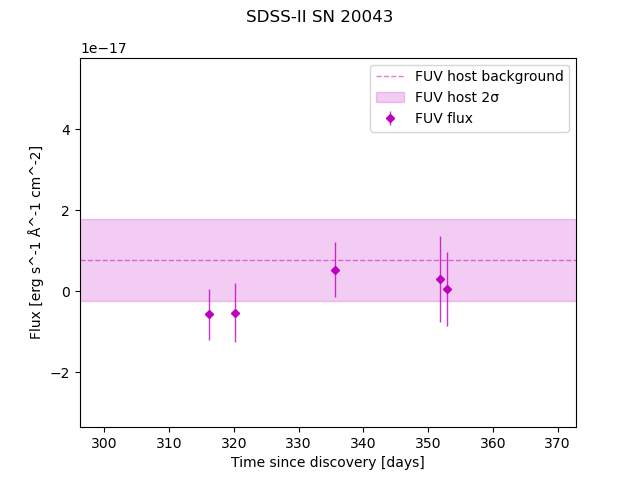 SDSS-II SN 20043
1e−17
FUV host background
FUV host 2σ
FUV flux
4
2
0
−2
Flux [erg s^-1 Å^-1 cm^-2]
300 310 320 330 340 350 360 370
Time since discovery [days]